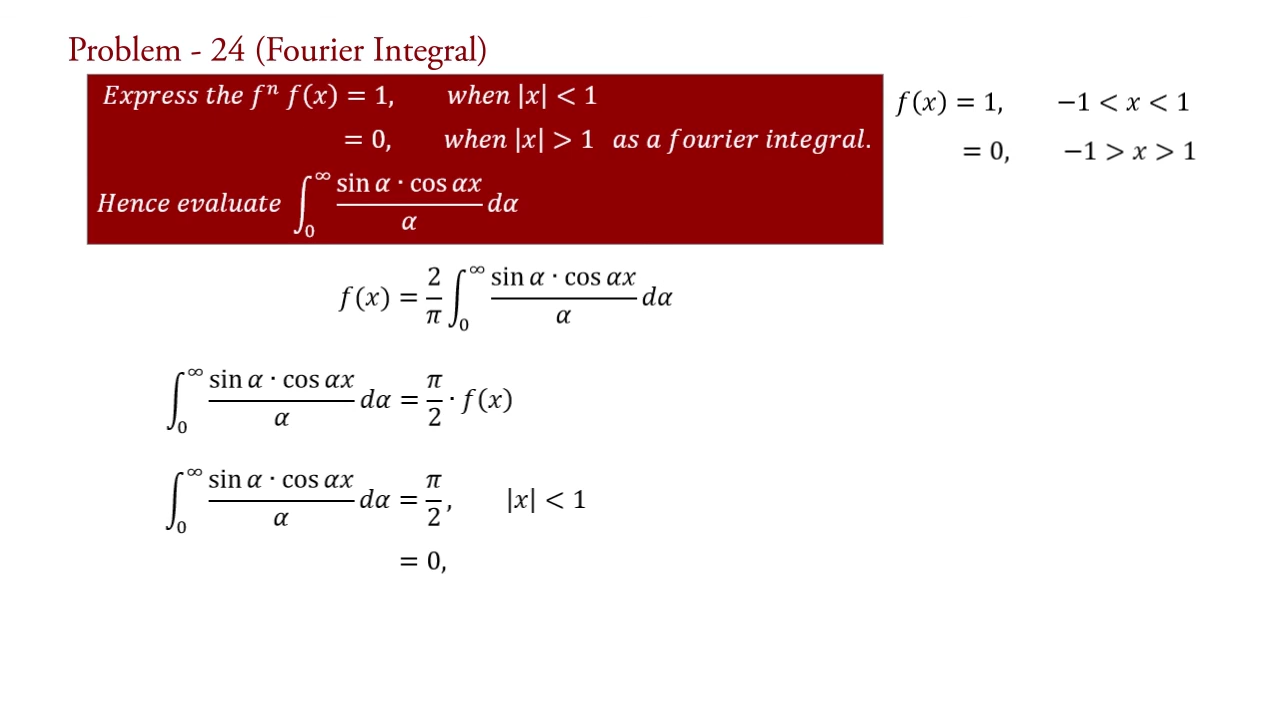 Problem - 24 (Fourier Integral)
Express the fⁿ f(x) = 1, when |x| < 1
= 0, when |x| > 1 as a fourier integral.
Hence evaluate ∫₀^∞ (sin α · cos αx)/α dα
f(x) = 1, −1 < x < 1
= 0, −1 > x > 1
f(x) = 2/π ∫₀^∞ (sin α · cos αx)/α dα
∫₀^∞ (sin α · cos αx)/α dα = π/2 · f(x)
∫₀^∞ (sin α · cos αx)/α dα = π/2, |x| < 1
= 0,